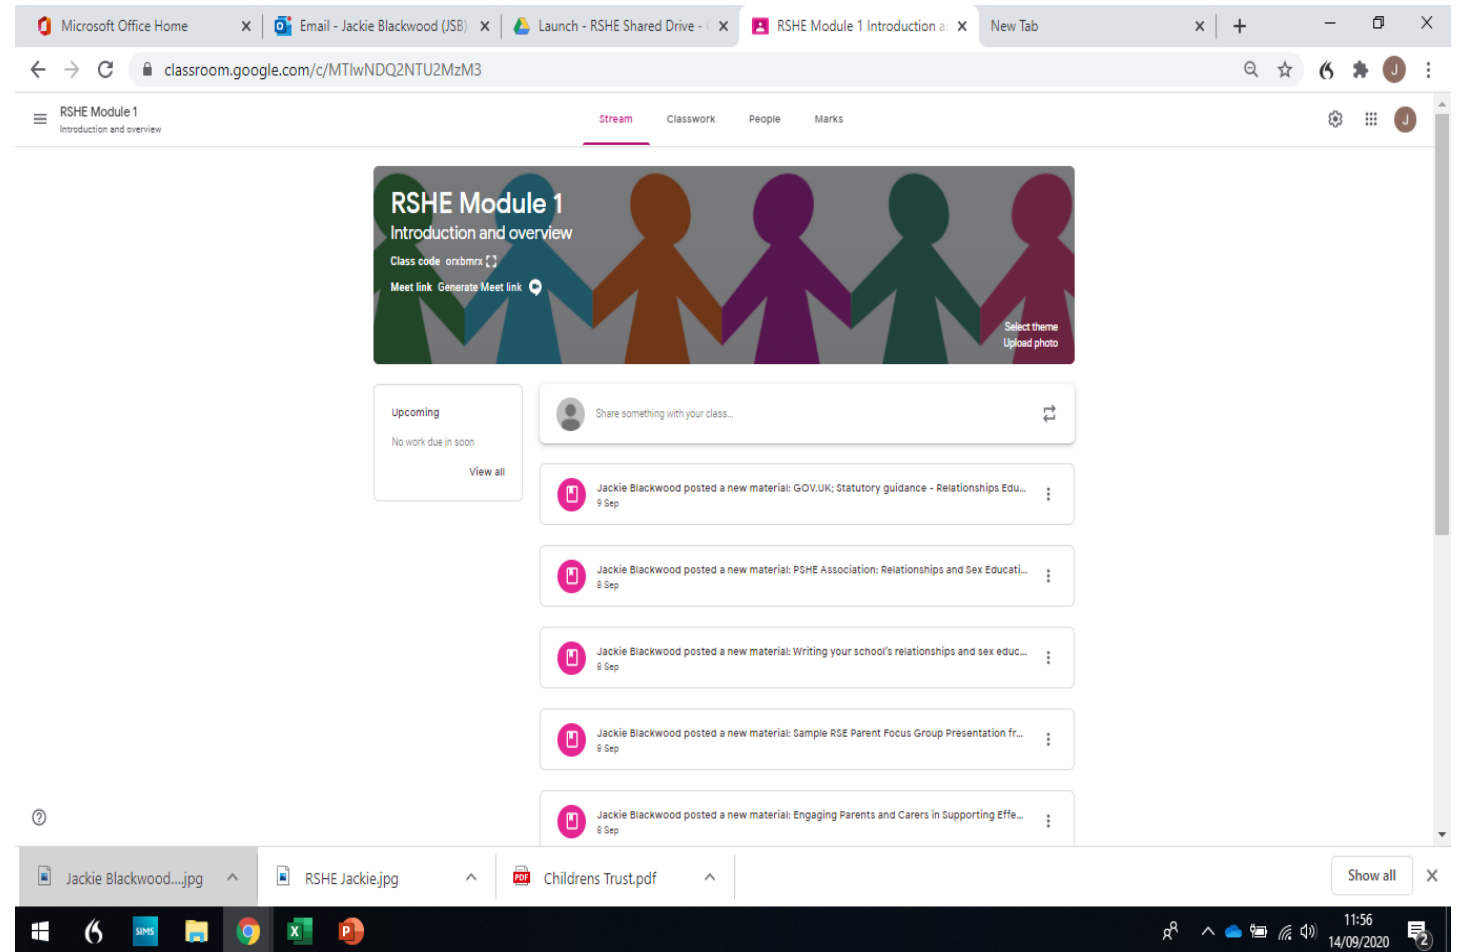 Microsoft Office Home
Email - Jackie Blackwood (JSB)
Launch - RSHE Shared Drive -
RSHE Module 1 Introduction a
New Tab
classroom.google.com/c/MTIwNDQ2NTU2MzM3
J
RSHE Module 1
Introduction and overview
Stream
Classwork
People
Marks
J
RSHE Module 1
Introduction and overview
Class code orxbmrx
Meet link Generate Meet link
Select theme
Upload photo
Upcoming
No work due in soon
View all
Share something with your class...
Jackie Blackwood posted a new material: GOV.UK; Statutory guidance - Relationships Edu...
9 Sep
Jackie Blackwood posted a new material: PSHE Association: Relationships and Sex Educati...
8 Sep
Jackie Blackwood posted a new material: Writing your school's relationships and sex educ...
8 Sep
Jackie Blackwood posted a new material: Sample RSE Parent Focus Group Presentation fr...
8 Sep
Jackie Blackwood posted a new material: Engaging Parents and Carers in Supporting Effe...
8 Sep
Jackie Blackwood....jpg
RSHE Jackie.jpg
PDF
Childrens Trust.pdf
Show all
SIMS
11:56
14/09/2020
2